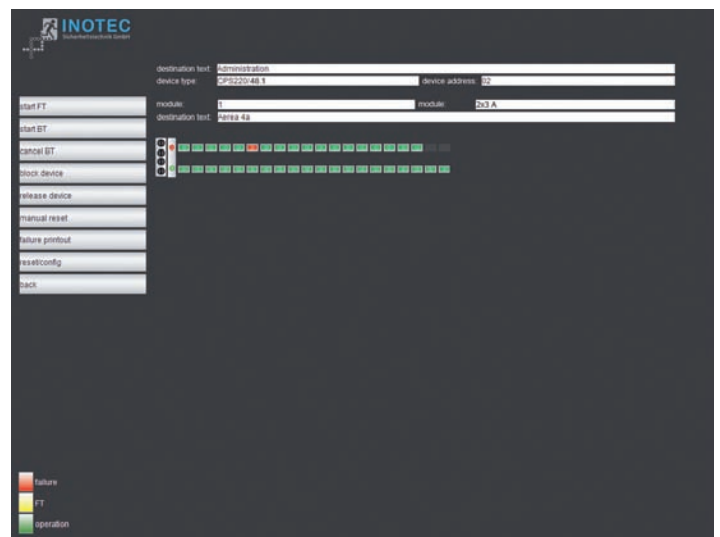 INOTEC
Sicherheitstechnik GmbH
destination text: Administration
device type: CPS220/48.1 device address: 02
module: 1 module: 2x3 A
destination text: Aerea 4a
start FT
start BT
cancel BT
block device
release device
manual reset
failure printout
reset/config
back
failure
FT
operation